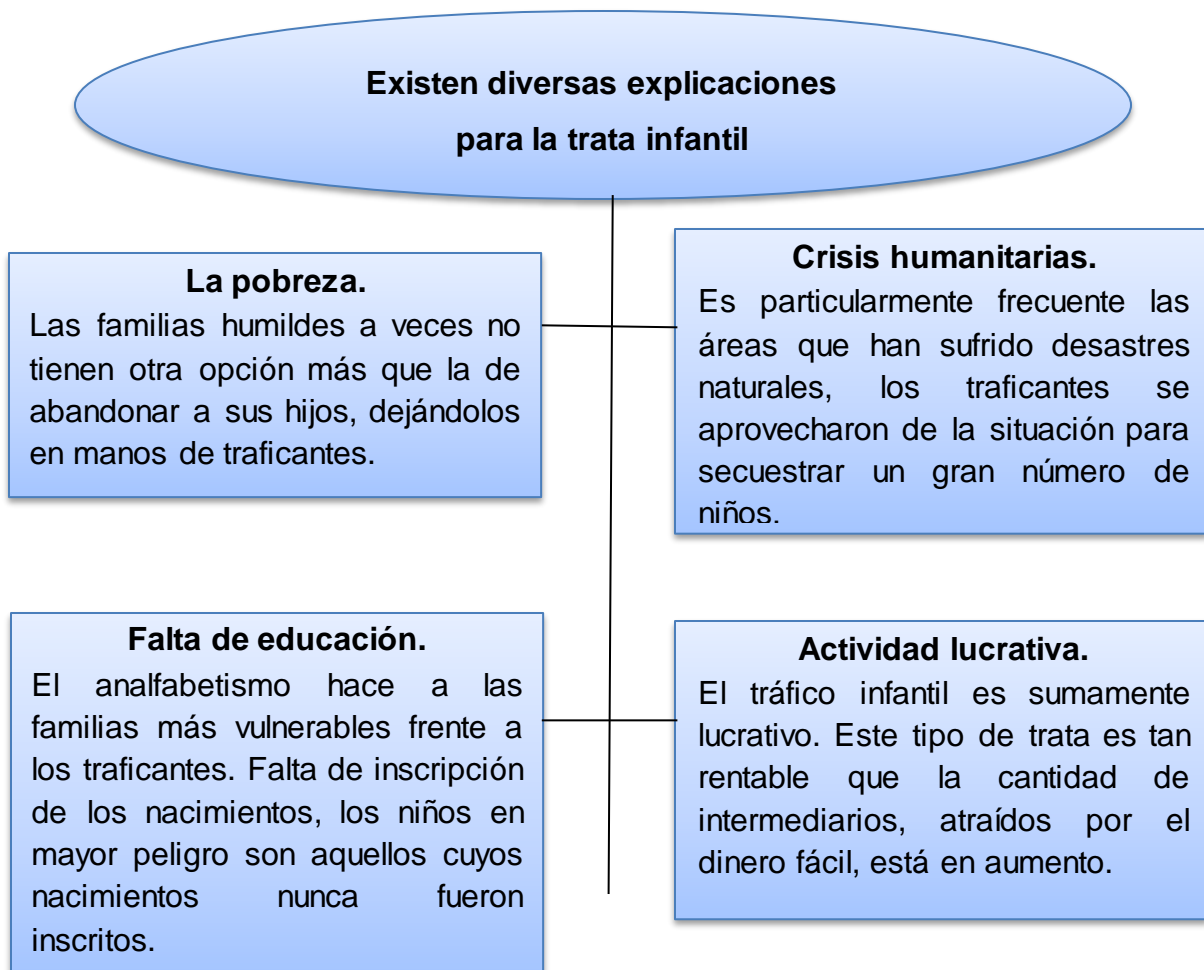 Existen diversas explicaciones
para la trata infantil
La pobreza.
Las familias humildes a veces no
tienen otra opción más que la de
abandonar a sus hijos, dejándolos
en manos de traficantes.
Crisis humanitarias.
Es particularmente frecuente las
áreas que han sufrido desastres
naturales, los traficantes se
aprovecharon de la situación para
secuestrar un gran número de
niños.
Falta de educación.
El analfabetismo hace a las
familias más vulnerables frente a
los traficantes. Falta de inscripción
de los nacimientos, los niños en
mayor peligro son aquellos cuyos
nacimientos nunca fueron
inscritos.
Actividad lucrativa.
El tráfico infantil es sumamente
lucrativo. Este tipo de trata es tan
rentable que la cantidad de
intermediarios, atraídos por el
dinero fácil, está en aumento.